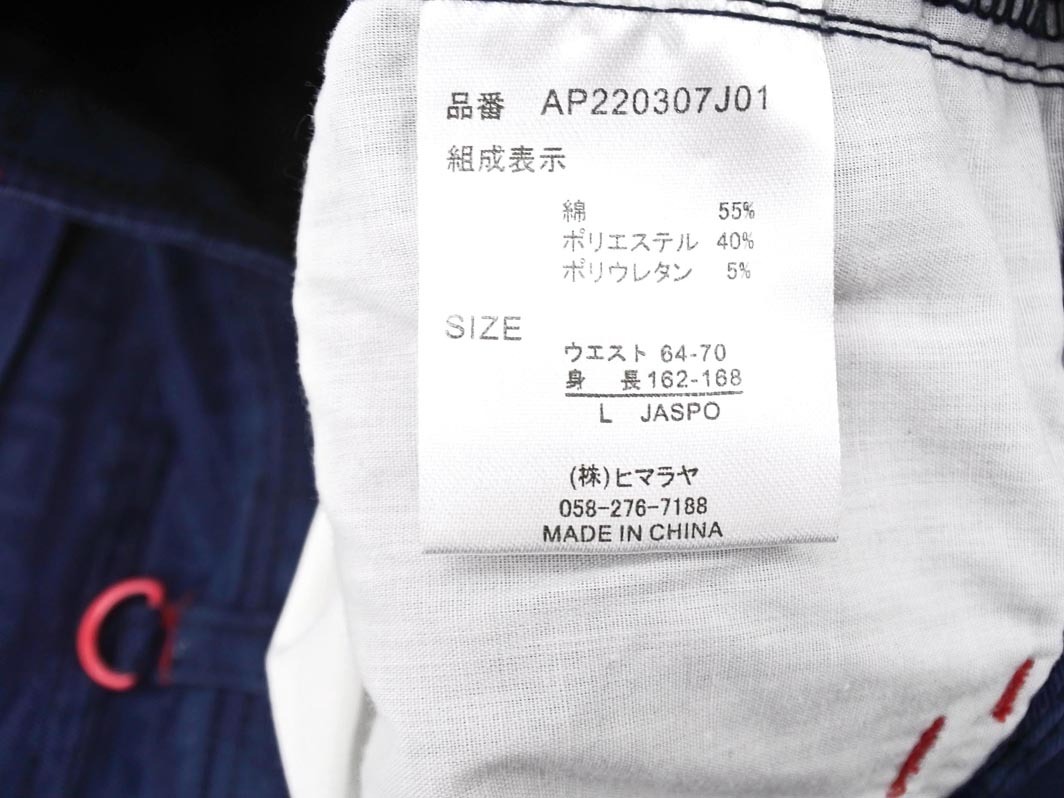 品番 AP220307J01
組成表示
綿 55%
ポリエステル 40%
ポリウレタン 5%
SIZE
ウエスト 64-70
身 長 162-168
L JASPO
(株)ヒマラヤ
058-276-7188
MADE IN CHINA